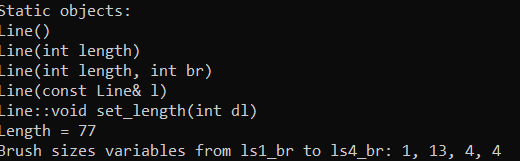 Static objects:
Line()
Line(int length)
Line(int length, int br)
Line(const Line& l)
Line::void set_length(int dl)
Length = 77
Brush sizes variables from ls1_br to ls4_br: 1, 13, 4, 4